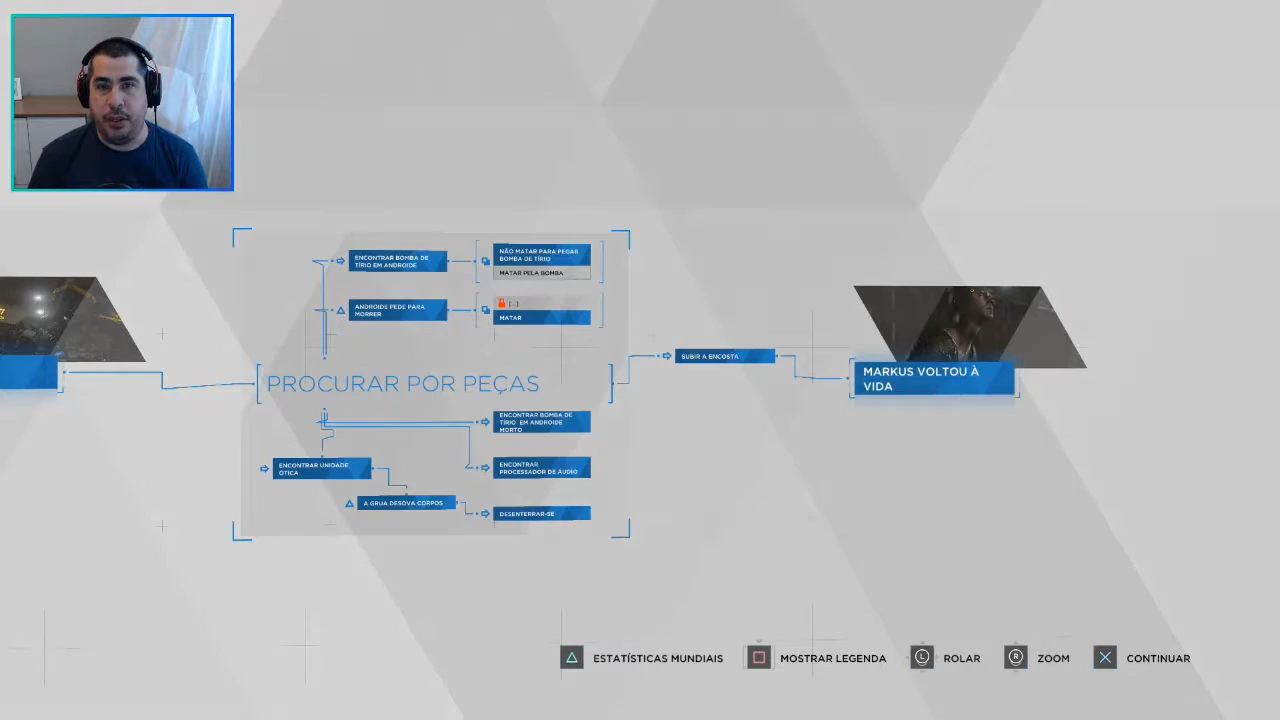 ENCONTRAR BOMBA DE
TÍRIO EM ANDROIDE
NÃO MATAR PARA PEGAR
BOMBA DE TÍRIO
MATAR PELA BOMBA
ANDROIDE PEDE PARA
MORRER
[...]
MATAR
PROCURAR POR PEÇAS
SUBIR A ENCOSTA
MARKUS VOLTOU À
VIDA
ENCONTRAR BOMBA DE
TÍRIO EM ANDROIDE
MORTO
ENCONTRAR UNIDADE
ÓTICA
ENCONTRAR
PROCESSADOR DE ÁUDIO
A GRUA DESOVA CORPOS
DESENTERRAR-SE
ESTATÍSTICAS MUNDIAIS
MOSTRAR LEGENDA
L ROLAR
R ZOOM
CONTINUAR